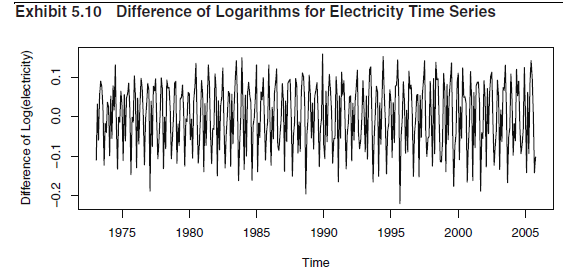 Exhibit 5.10 Difference of Logarithms for Electricity Time Series
Difference of Log(electricity)
0.1
0.0
−0.1
−0.2
1975 1980 1985 1990 1995 2000 2005
Time